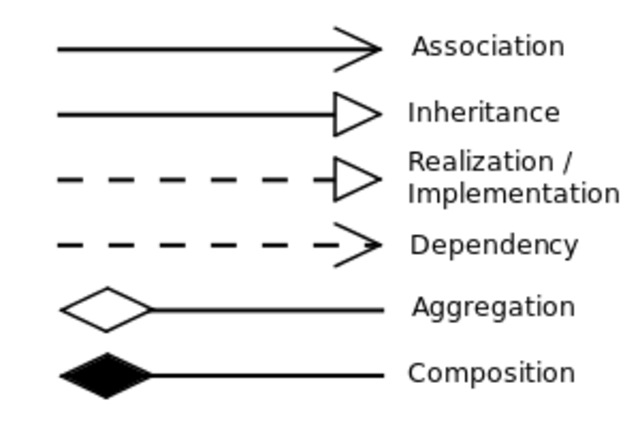 Association
Inheritance
Realization /
Implementation
Dependency
Aggregation
Composition